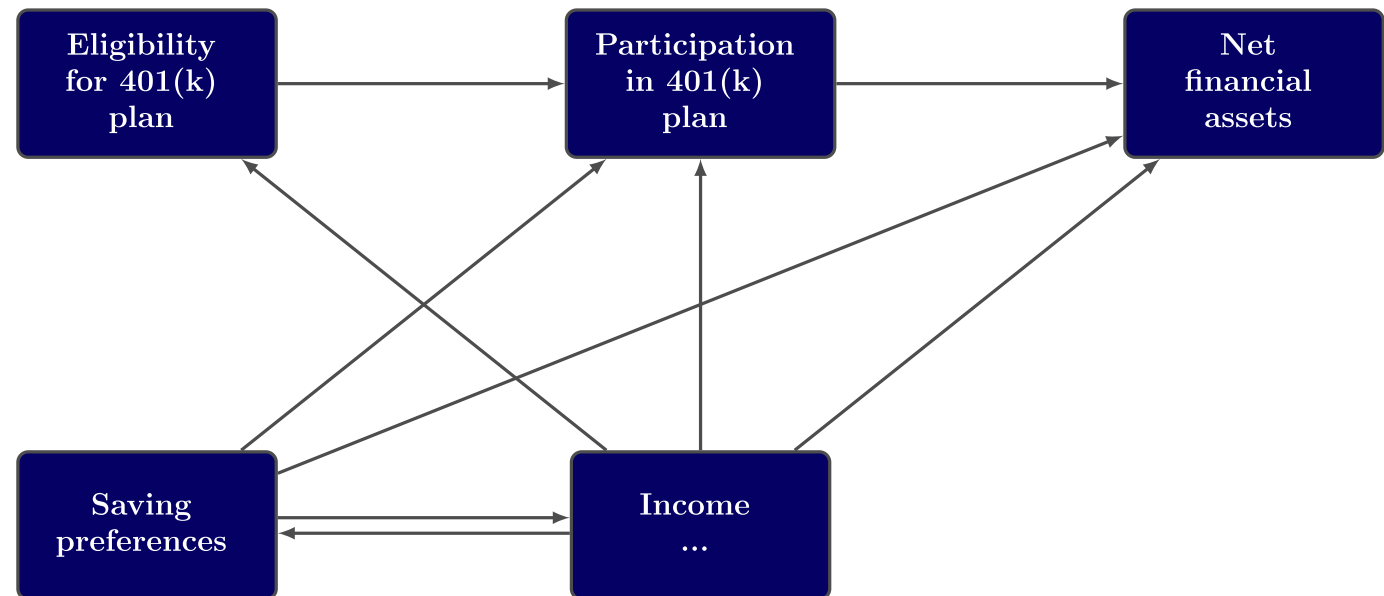 Eligibility
for 401(k)
plan
Participation
in 401(k)
plan
Net
financial
assets
Saving
preferences
Income
...